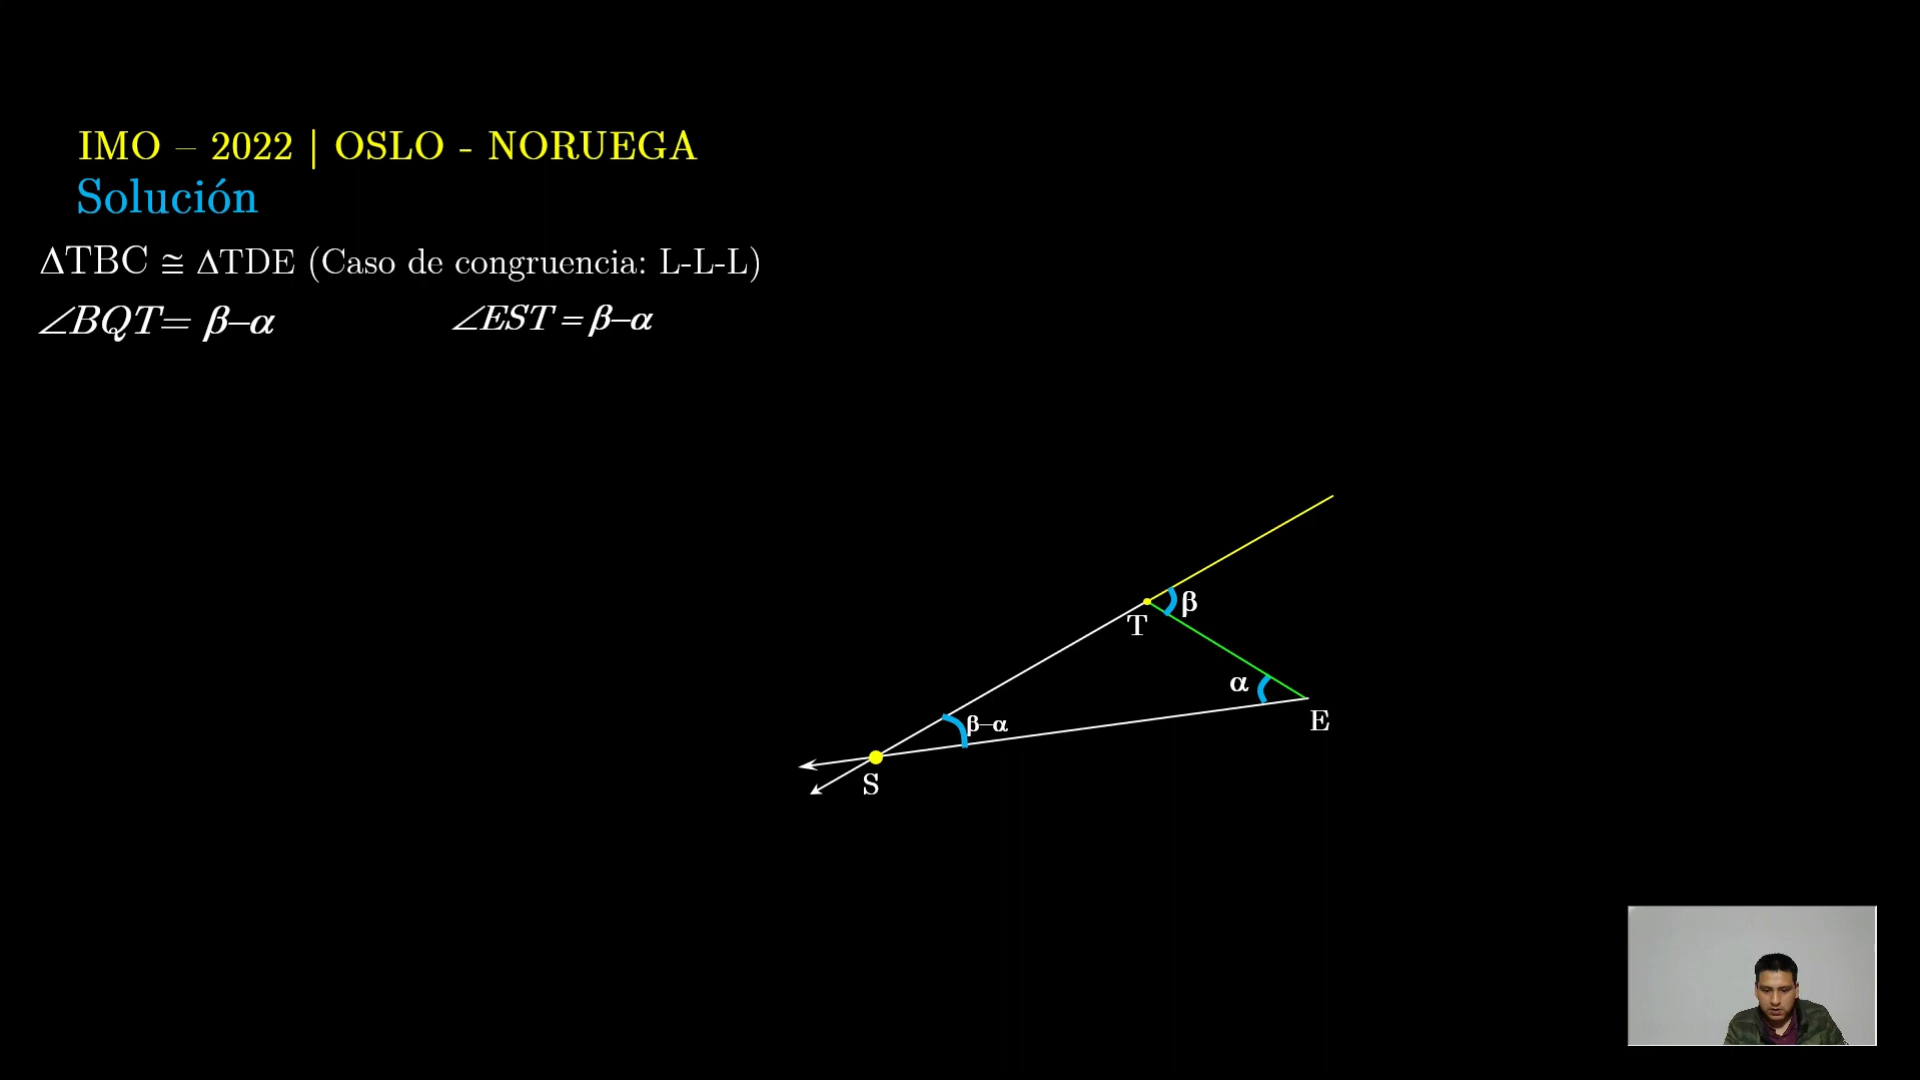 IMO – 2022 | OSLO - NORUEGA
Solución
ΔTBC ≅ ΔTDE (Caso de congruencia: L-L-L)
∠BQT= β–α ∠EST = β–α
T
β
α
E
β–α
S